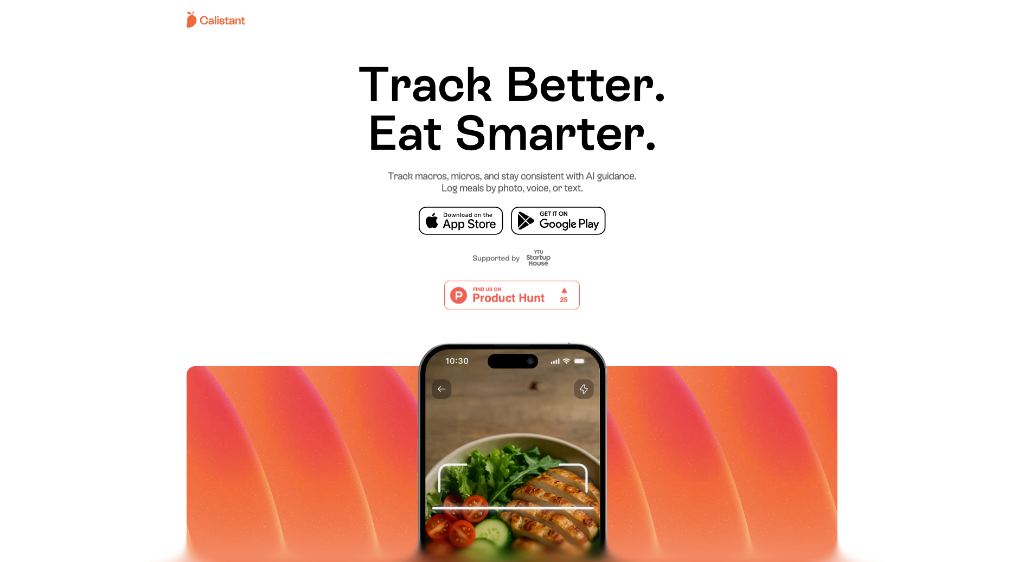 Calistant
Track Better.
Eat Smarter.
Track macros, micros, and stay consistent with AI guidance.
Log meals by photo, voice, or text.
Download on the
App Store
GET IT ON
Google Play
Supported by
YTU
Startup
House
P
FIND US ON
Product Hunt
25
10:30